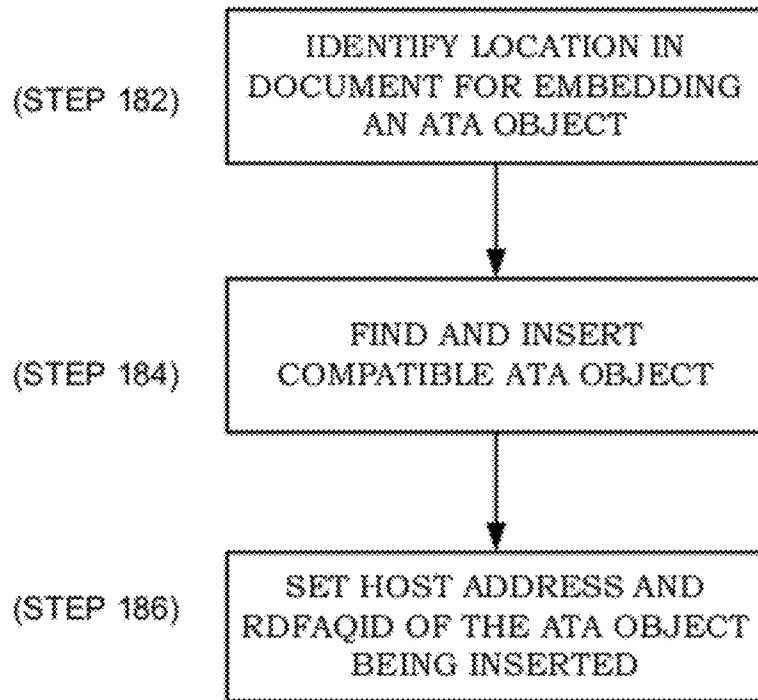 (STEP 182)
IDENTIFY LOCATION IN
DOCUMENT FOR EMBEDDING
AN ATA OBJECT
(STEP 184)
FIND AND INSERT
COMPATIBLE ATA OBJECT
(STEP 186)
SET HOST ADDRESS AND
RDFAQID OF THE ATA OBJECT
BEING INSERTED